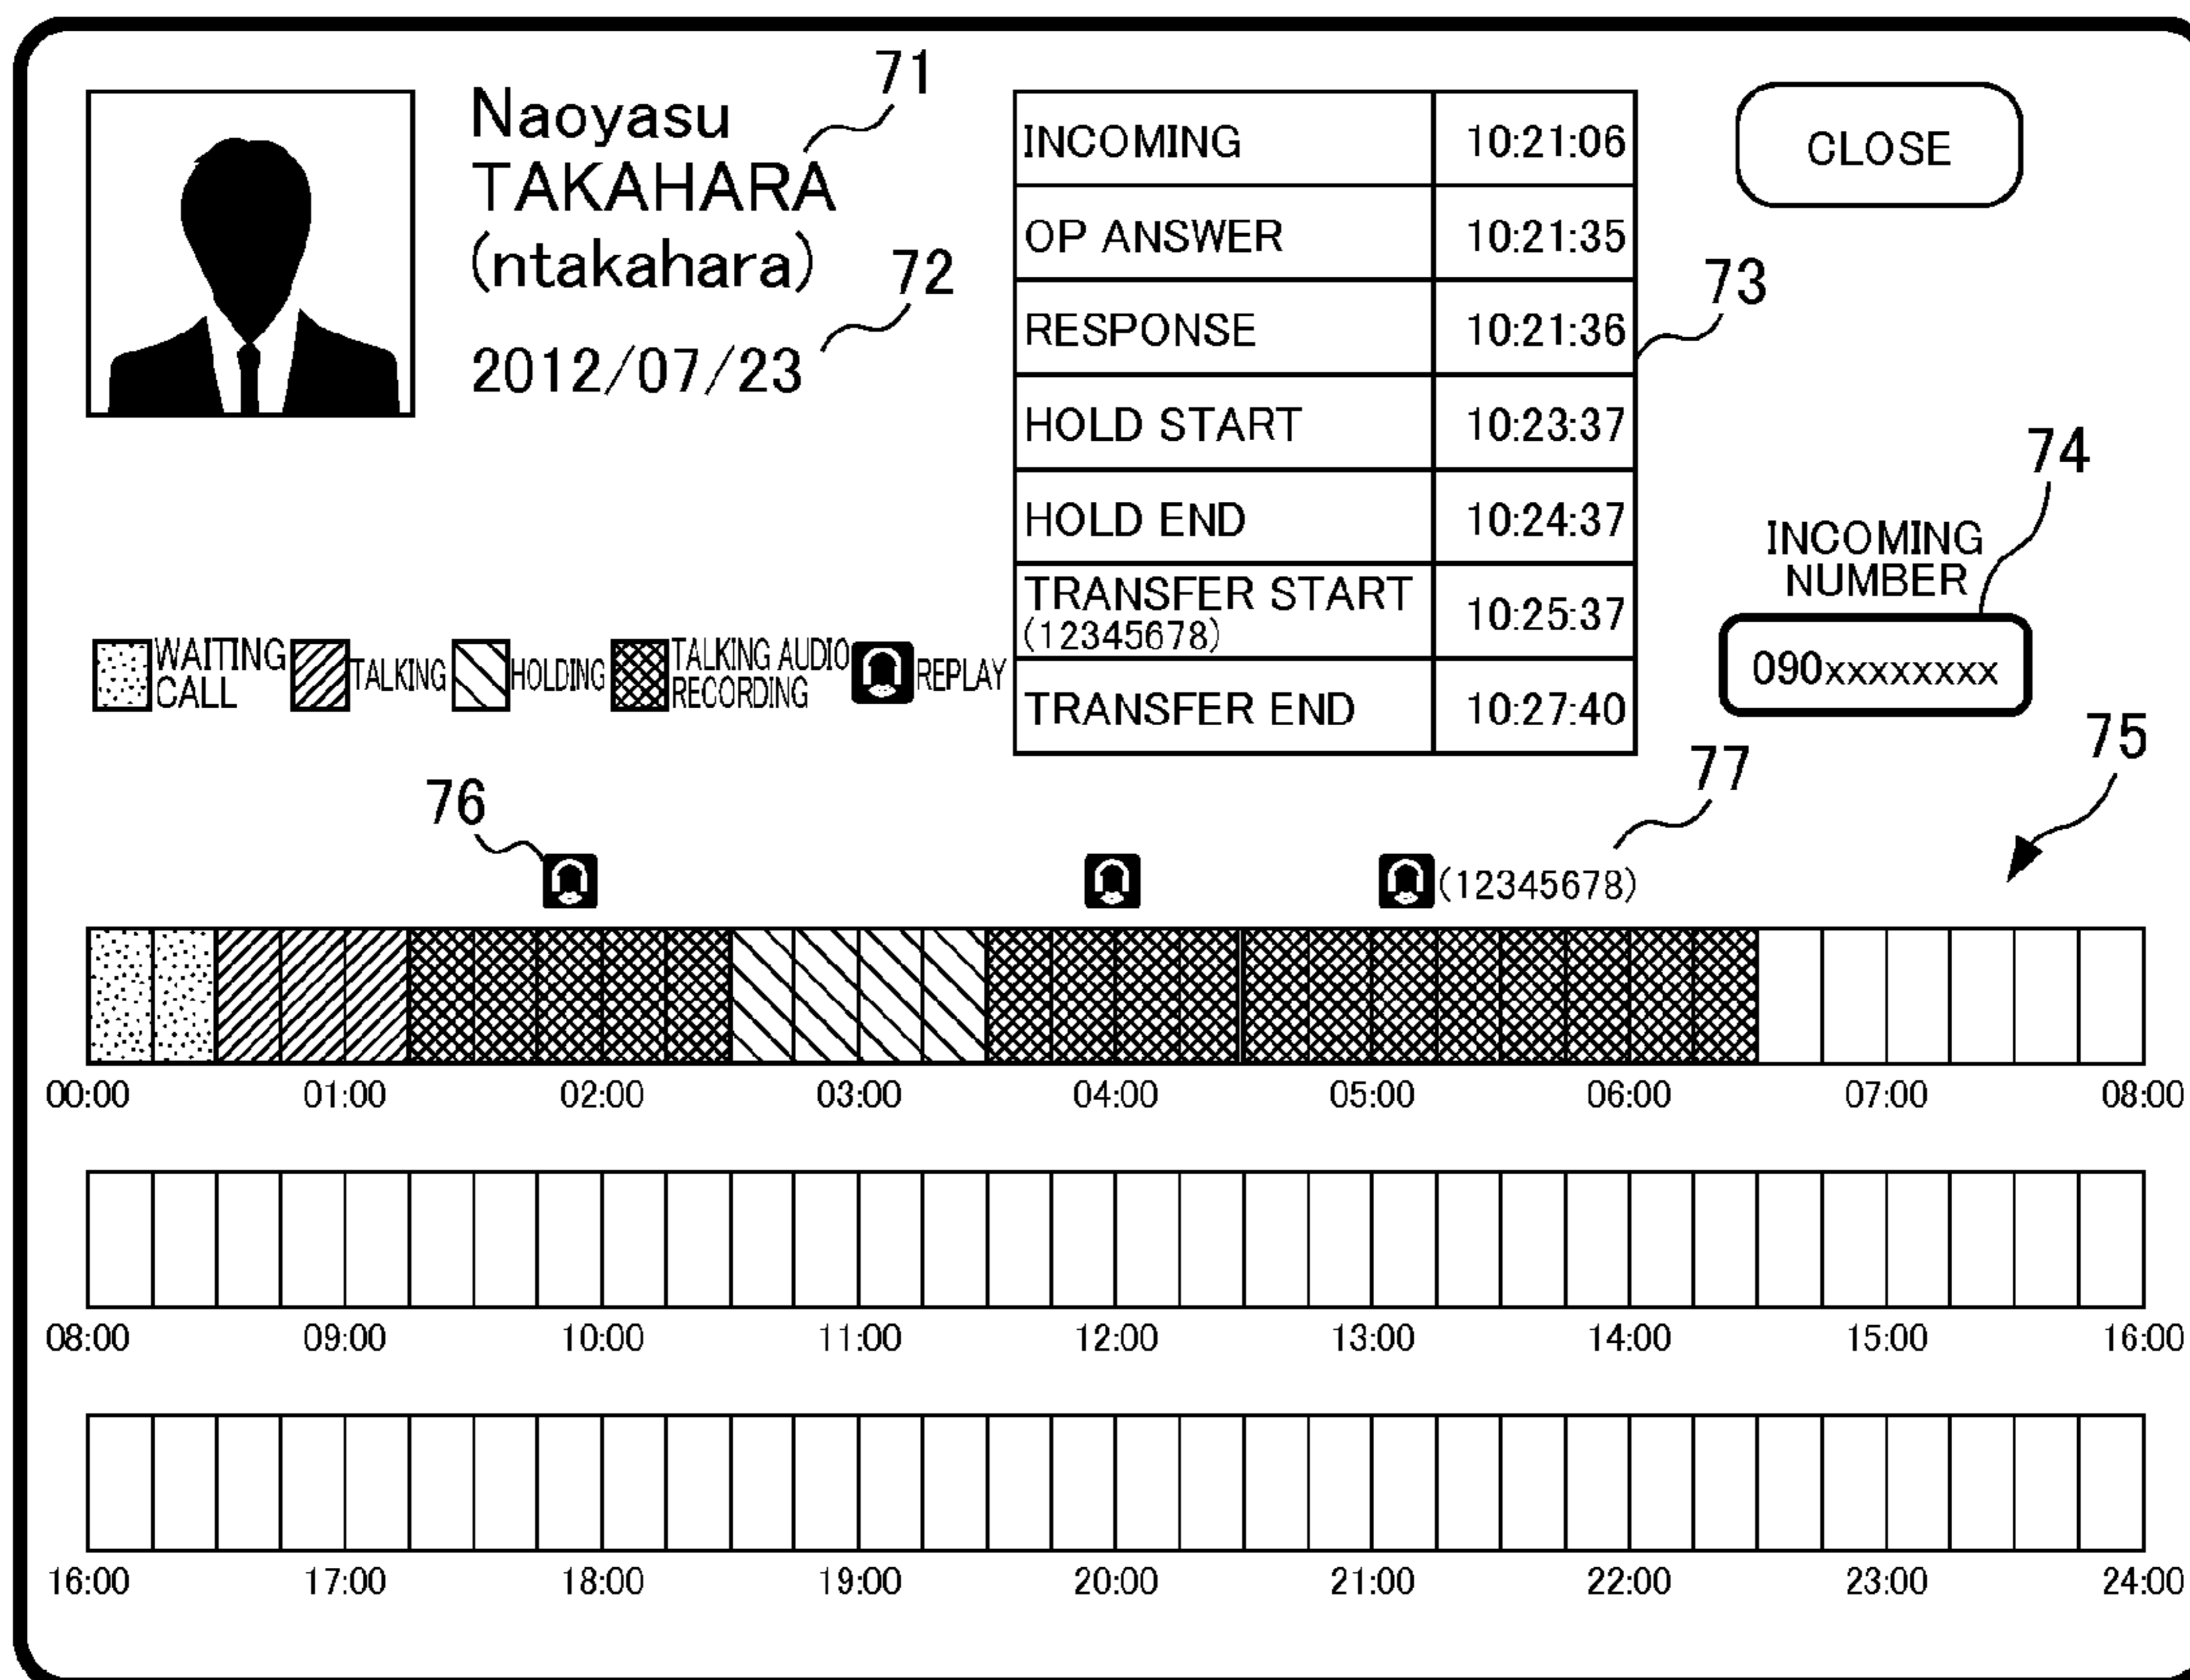 71
Naoyasu
TAKAHARA
(ntakahara)
72
2012/07/23
INCOMING 10:21:06
OP ANSWER 10:21:35
RESPONSE 10:21:36
HOLD START 10:23:37
HOLD END 10:24:37
TRANSFER START 10:25:37
(12345678)
TRANSFER END 10:27:40
73
CLOSE
74
INCOMING
NUMBER
090xxxxxxxx
WAITING
CALL
TALKING
HOLDING
TALKING AUDIO
RECORDING
REPLAY
75
76
77
(12345678)
00:00 01:00 02:00 03:00 04:00 05:00 06:00 07:00 08:00
08:00 09:00 10:00 11:00 12:00 13:00 14:00 15:00 16:00
16:00 17:00 18:00 19:00 20:00 21:00 22:00 23:00 24:00